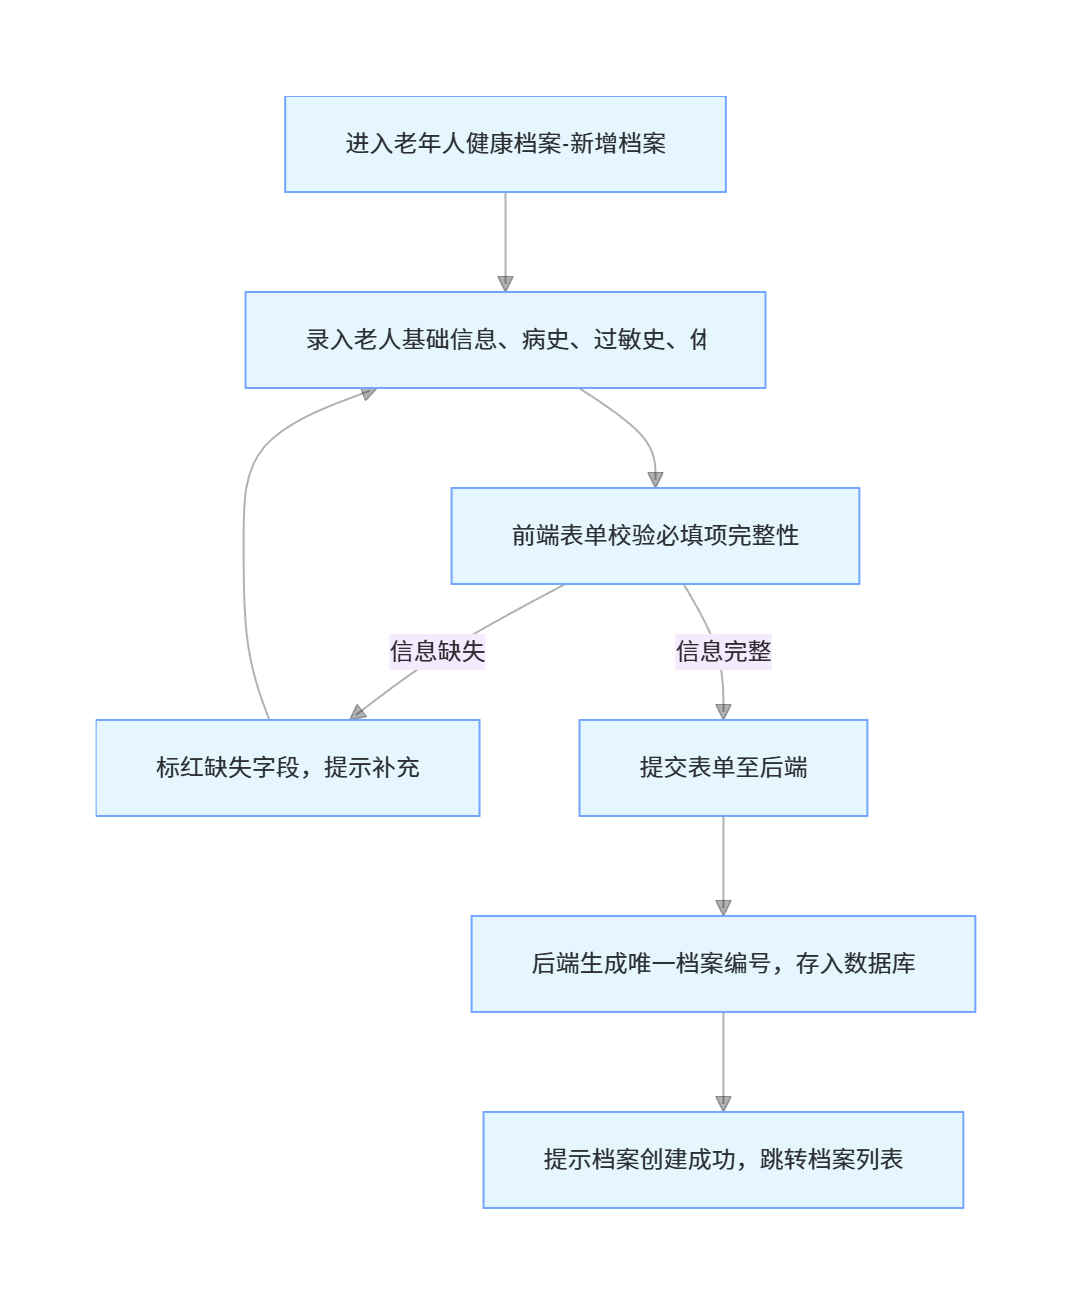 进入老年人健康档案-新增档案
录入老人基础信息、病史、过敏史、
前端表单校验必填项完整性
信息缺失
信息完整
标红缺失字段，提示补充
提交表单至后端
后端生成唯一档案编号，存入数据库
提示档案创建成功，跳转档案列表